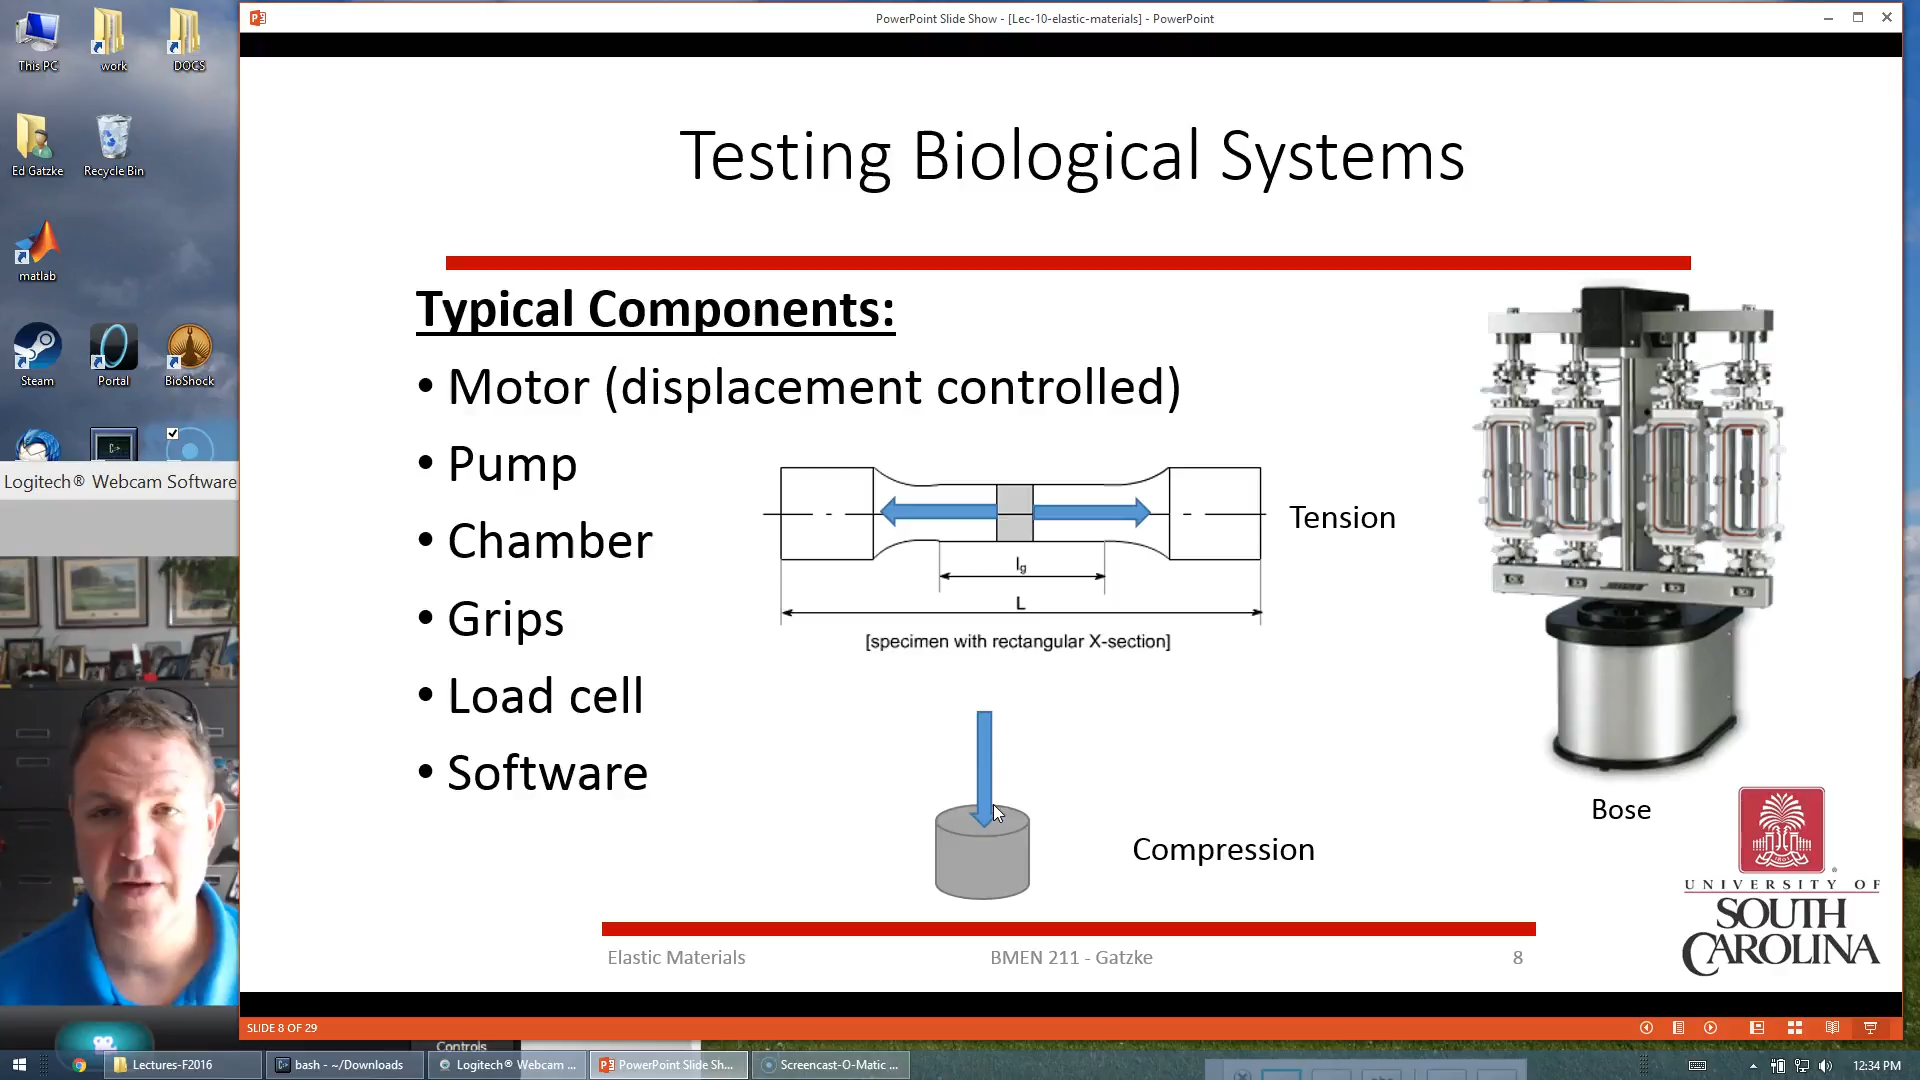 PowerPoint Slide Show - [Lec-10-elastic-materials] - PowerPoint
This PC
work
DOCS
Ed Gatzke
Recycle Bin
matlab
Steam
Portal
BioShock
Logitech® Webcam Software
Testing Biological Systems
Typical Components:
• Motor (displacement controlled)
• Pump
• Chamber
• Grips
• Load cell
• Software
Tension
lg
L
[specimen with rectangular X-section]
Compression
Bose
UNIVERSITY OF
SOUTH
CAROLINA
Elastic Materials
BMEN 211 - Gatzke
8
SLIDE 8 OF 29
Controls
Lectures-F2016
bash - ~/Downloads
Logitech® Webcam ...
PowerPoint Slide Sh...
Screencast-O-Matic ...
12:34 PM